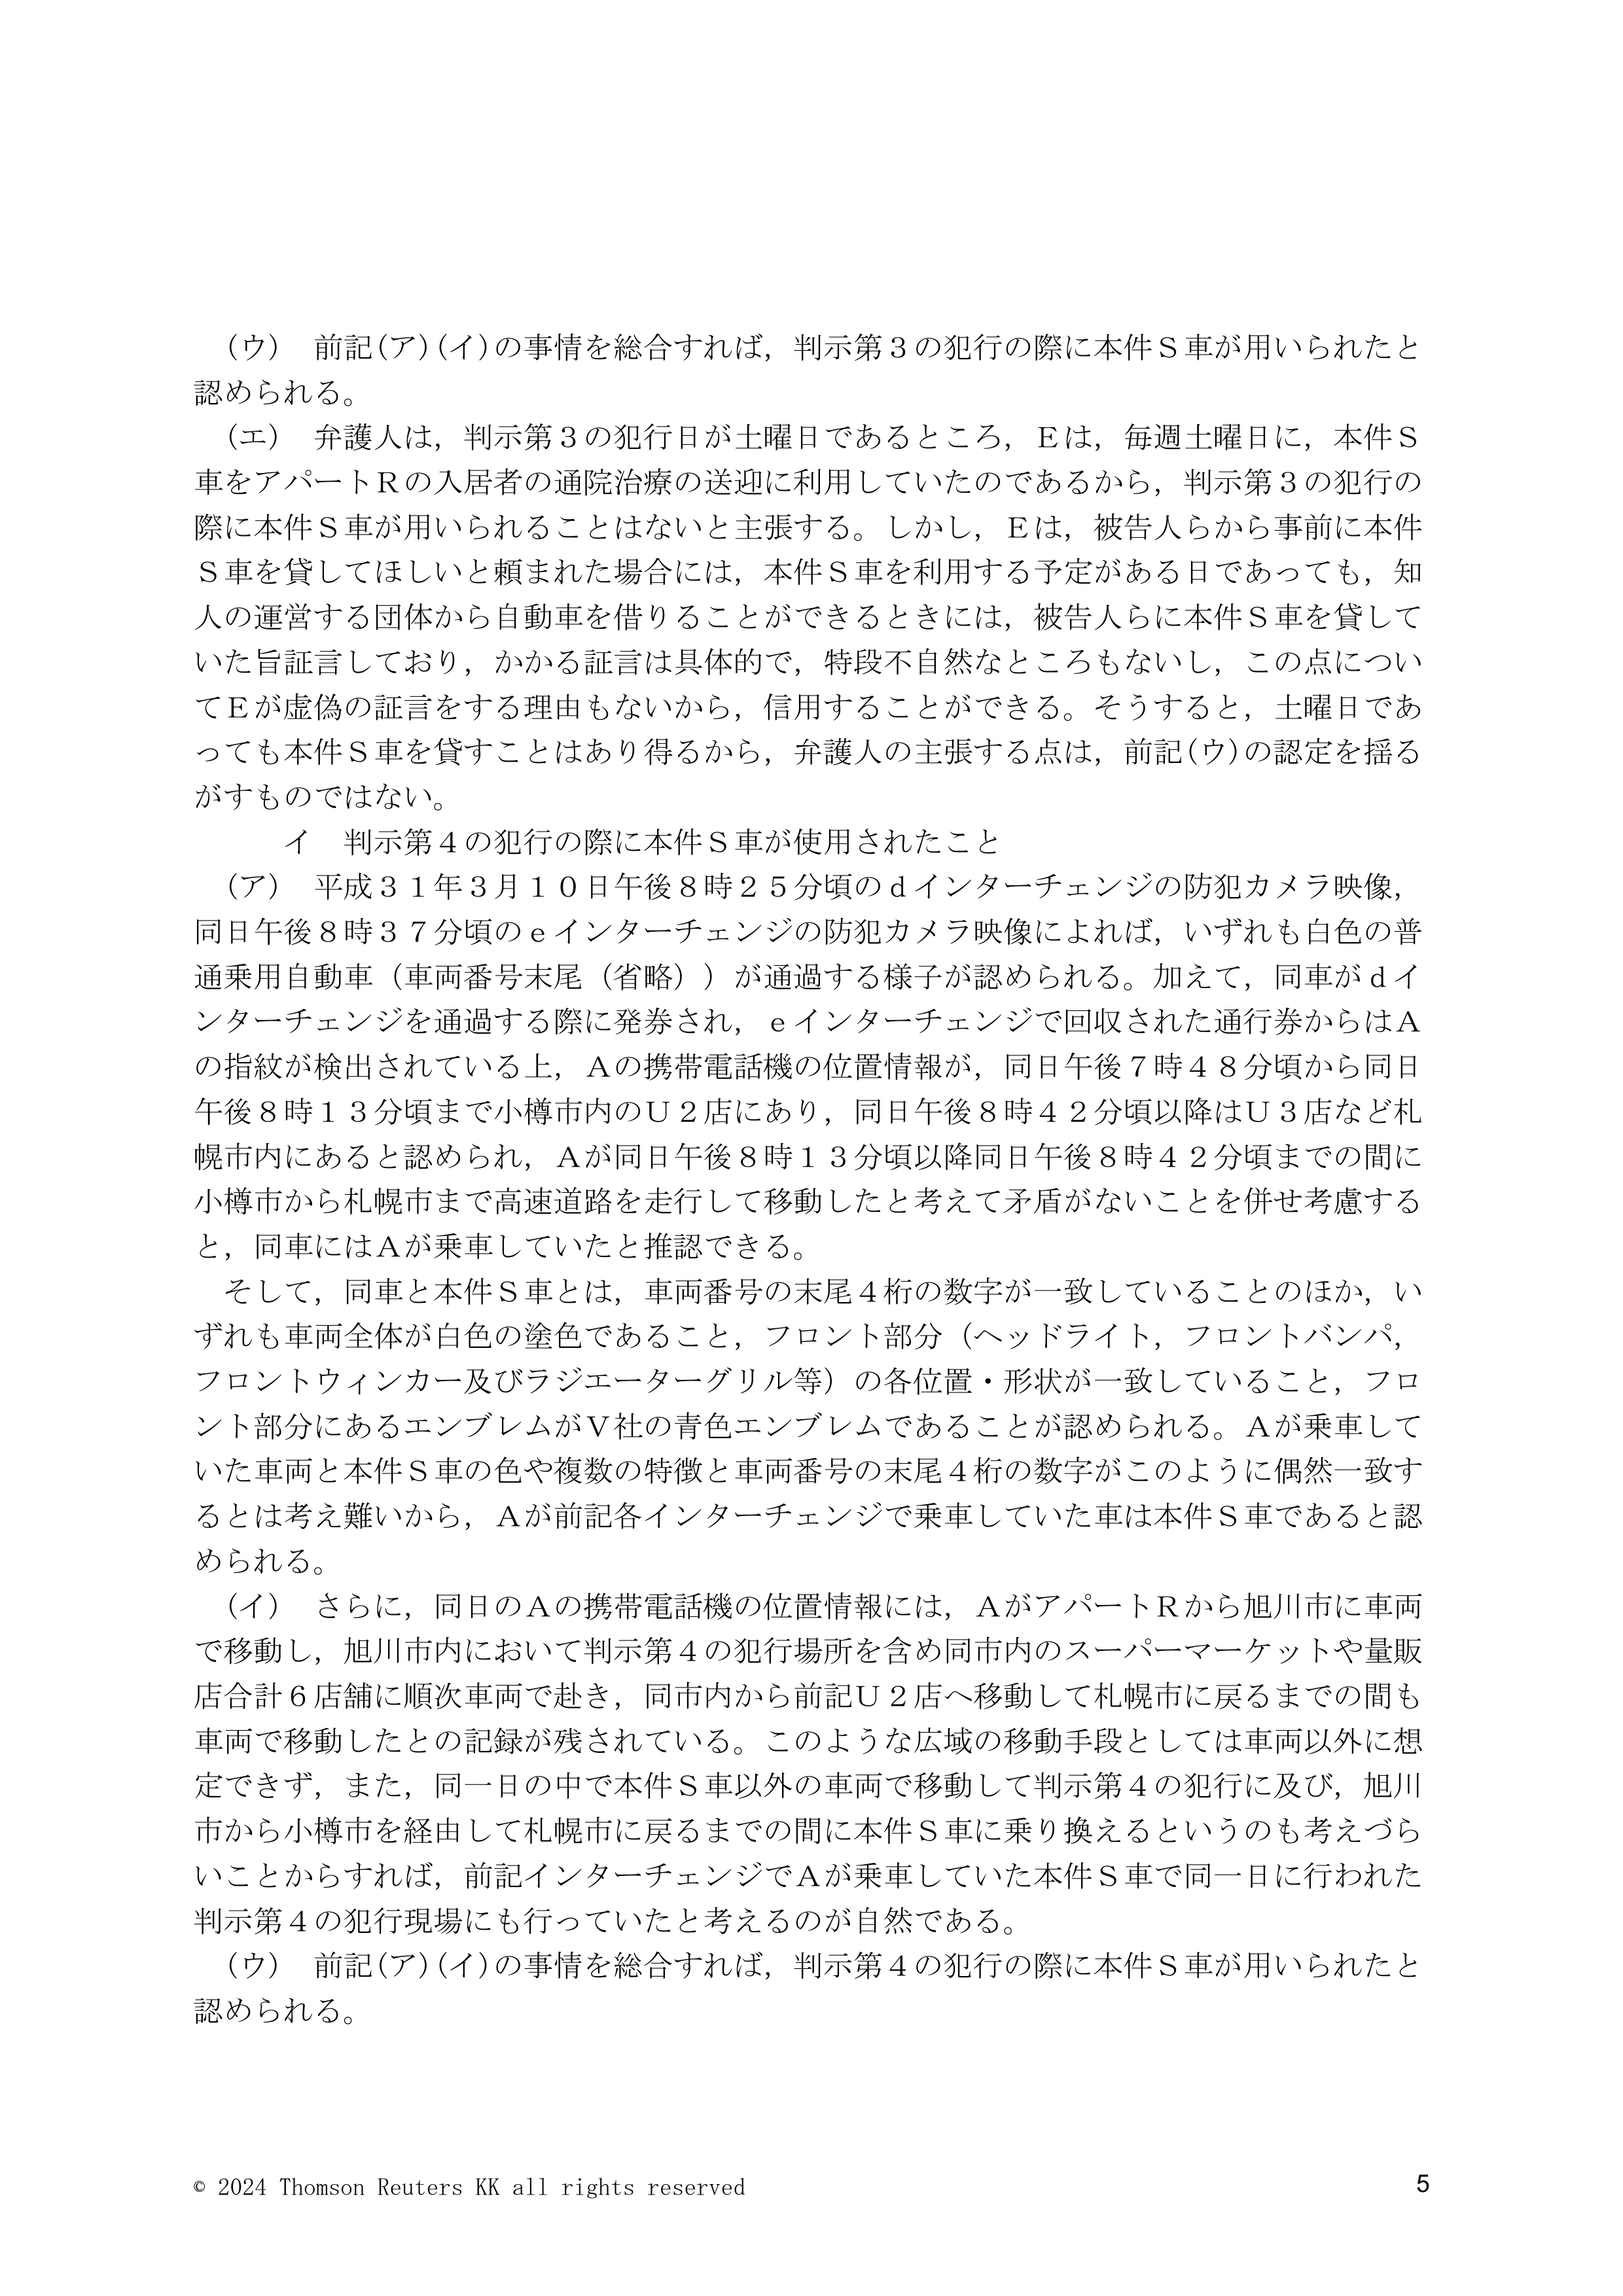 （ウ）　前記(ア)(イ)の事情を総合すれば，判示第３の犯行の際に本件Ｓ車が用いられたと
認められる。
（エ）　弁護人は，判示第３の犯行日が土曜日であるところ，Ｅは，毎週土曜日に，本件Ｓ
車をアパートＲの入居者の通院治療の送迎に利用していたのであるから，判示第３の犯行の
際に本件Ｓ車が用いられることはないと主張する。しかし，Ｅは，被告人らから事前に本件
Ｓ車を貸してほしいと頼まれた場合には，本件Ｓ車を利用する予定がある日であっても，知
人の運営する団体から自動車を借りることができるときには，被告人らに本件Ｓ車を貸して
いた旨証言しており，かかる証言は具体的で，特段不自然なところもないし，この点につい
てＥが虚偽の証言をする理由もないから，信用することができる。そうすると，土曜日であ
っても本件Ｓ車を貸すことはあり得るから，弁護人の主張する点は，前記(ウ)の認定を揺る
がすものではない。
イ　判示第４の犯行の際に本件Ｓ車が使用されたこと
（ア）　平成３１年３月１０日午後８時２５分頃のｄインターチェンジの防犯カメラ映像，
同日午後８時３７分頃のｅインターチェンジの防犯カメラ映像によれば，いずれも白色の普
通乗用自動車（車両番号末尾（省略））が通過する様子が認められる。加えて，同車がｄイ
ンターチェンジを通過する際に発券され，ｅインターチェンジで回収された通行券からはＡ
の指紋が検出されている上，Ａの携帯電話機の位置情報が，同日午後７時４８分頃から同日
午後８時１３分頃まで小樽市内のＵ２店にあり，同日午後８時４２分頃以降はＵ３店など札
幌市内にあると認められ，Ａが同日午後８時１３分頃以降同日午後８時４２分頃までの間に
小樽市から札幌市まで高速道路を走行して移動したと考えて矛盾がないことを併せ考慮する
と，同車にはＡが乗車していたと推認できる。
そして，同車と本件Ｓ車とは，車両番号の末尾４桁の数字が一致していることのほか，い
ずれも車両全体が白色の塗色であること，フロント部分（ヘッドライト，フロントバンパ，
フロントウィンカー及びラジエーターグリル等）の各位置・形状が一致していること，フロ
ント部分にあるエンブレムがＶ社の青色エンブレムであることが認められる。Ａが乗車して
いた車両と本件Ｓ車の色や複数の特徴と車両番号の末尾４桁の数字がこのように偶然一致す
るとは考え難いから，Ａが前記各インターチェンジで乗車していた車は本件Ｓ車であると認
められる。
（イ）　さらに，同日のＡの携帯電話機の位置情報には，ＡがアパートＲから旭川市に車両
で移動し，旭川市内において判示第４の犯行場所を含め同市内のスーパーマーケットや量販
店合計６店舗に順次車両で赴き，同市内から前記Ｕ２店へ移動して札幌市に戻るまでの間も
車両で移動したとの記録が残されている。このような広域の移動手段としては車両以外に想
定できず，また，同一日の中で本件Ｓ車以外の車両で移動して判示第４の犯行に及び，旭川
市から小樽市を経由して札幌市に戻るまでの間に本件Ｓ車に乗り換えるというのも考えづら
いことからすれば，前記インターチェンジでＡが乗車していた本件Ｓ車で同一日に行われた
判示第４の犯行現場にも行っていたと考えるのが自然である。
（ウ）　前記(ア)(イ)の事情を総合すれば，判示第４の犯行の際に本件Ｓ車が用いられたと
認められる。
© 2024 Thomson Reuters KK all rights reserved
5